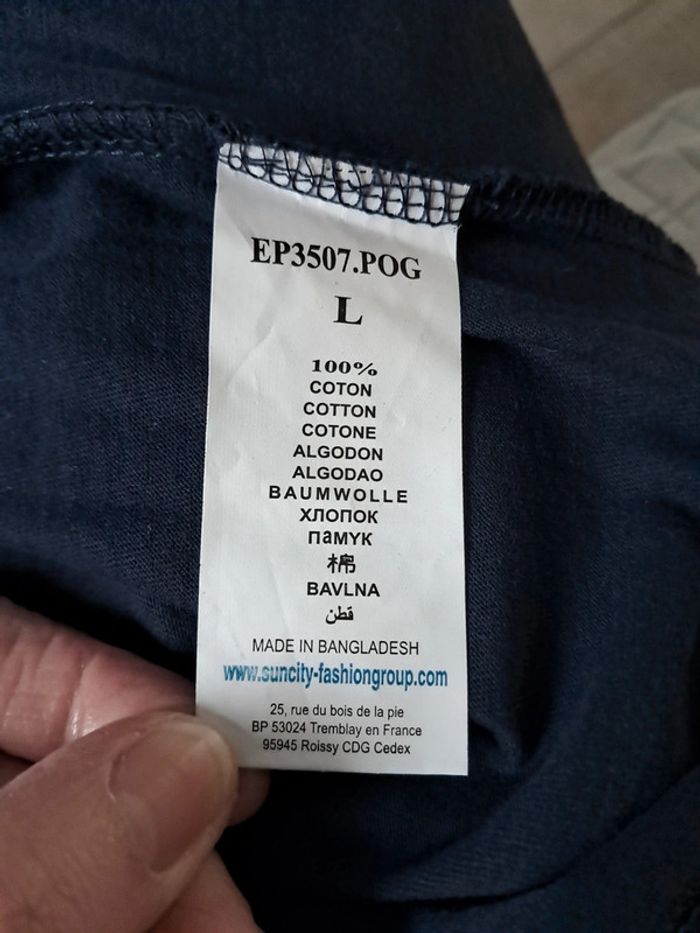 EP3507.POG
L
100%
COTON
COTTON
COTONE
ALGODON
ALGODAO
BAUMWOLLE
ХЛОПОК
ПаМУК
棉
BAVLNA
قطن
MADE IN BANGLADESH
www.suncity-fashiongroup.com
25, rue du bois de la pie
BP 53024 Tremblay en France
95945 Roissy CDG Cedex